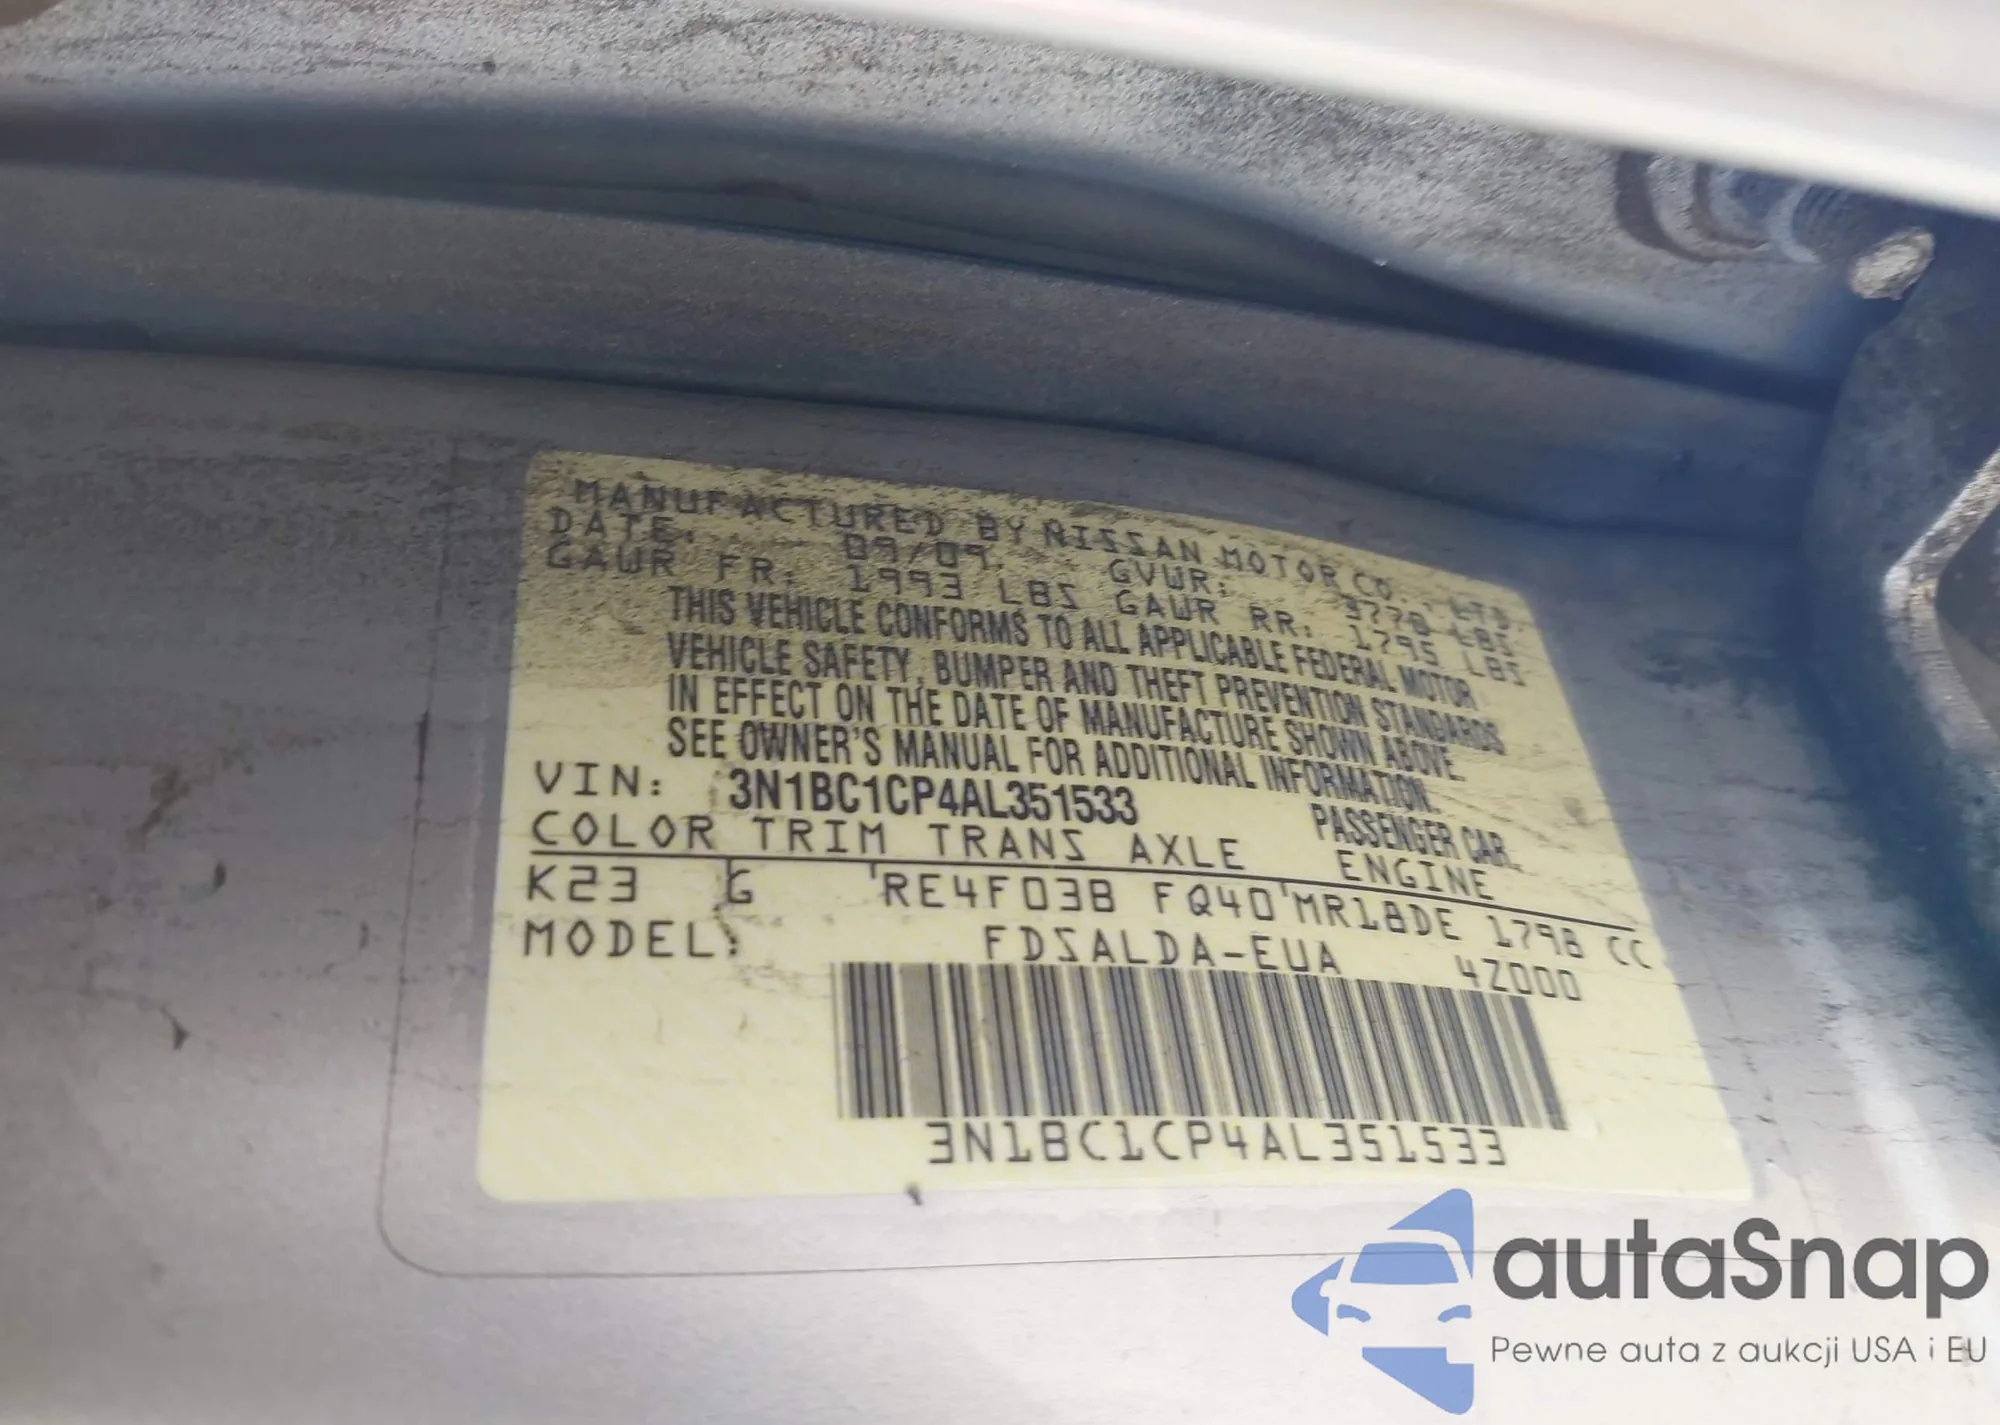 MANUFACTURED BY NISSAN MOTOR CO., LTD.
DATE: 09/09 GVWR: 3778 LBS
GAWR FR: 1993 LBS GAWR RR: 1795 LBS
THIS VEHICLE CONFORMS TO ALL APPLICABLE FEDERAL MOTOR
VEHICLE SAFETY, BUMPER AND THEFT PREVENTION STANDARDS
IN EFFECT ON THE DATE OF MANUFACTURE SHOWN ABOVE.
SEE OWNER'S MANUAL FOR ADDITIONAL INFORMATION.
VIN: 3N1BC1CP4AL351533 PASSENGER CAR
COLOR TRIM TRANS AXLE ENGINE
K23 G RE4F03B FQ40 MR18DE 1798 CC
MODEL: FDSALDA-EUA 4Z000
3N1BC1CP4AL351533
autaSnap
Pewne auta z aukcji USA i EU